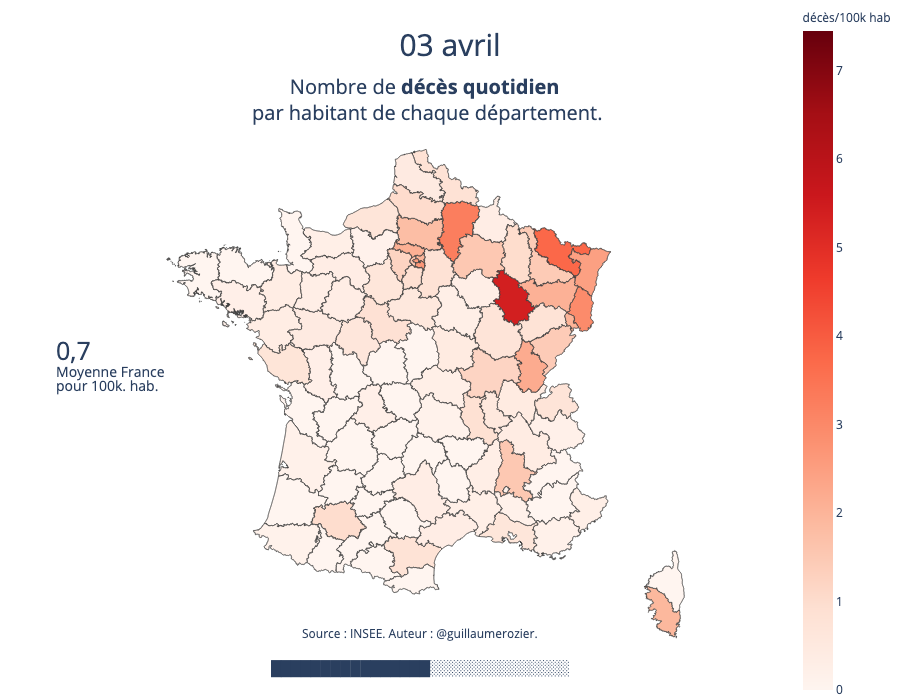 décès/100k hab
03 avril
Nombre de décès quotidien
par habitant de chaque département.
7
6
5
4
3
2
1
0
0,7
Moyenne France
pour 100k. hab.
Source : INSEE. Auteur : @guillaumerozier.